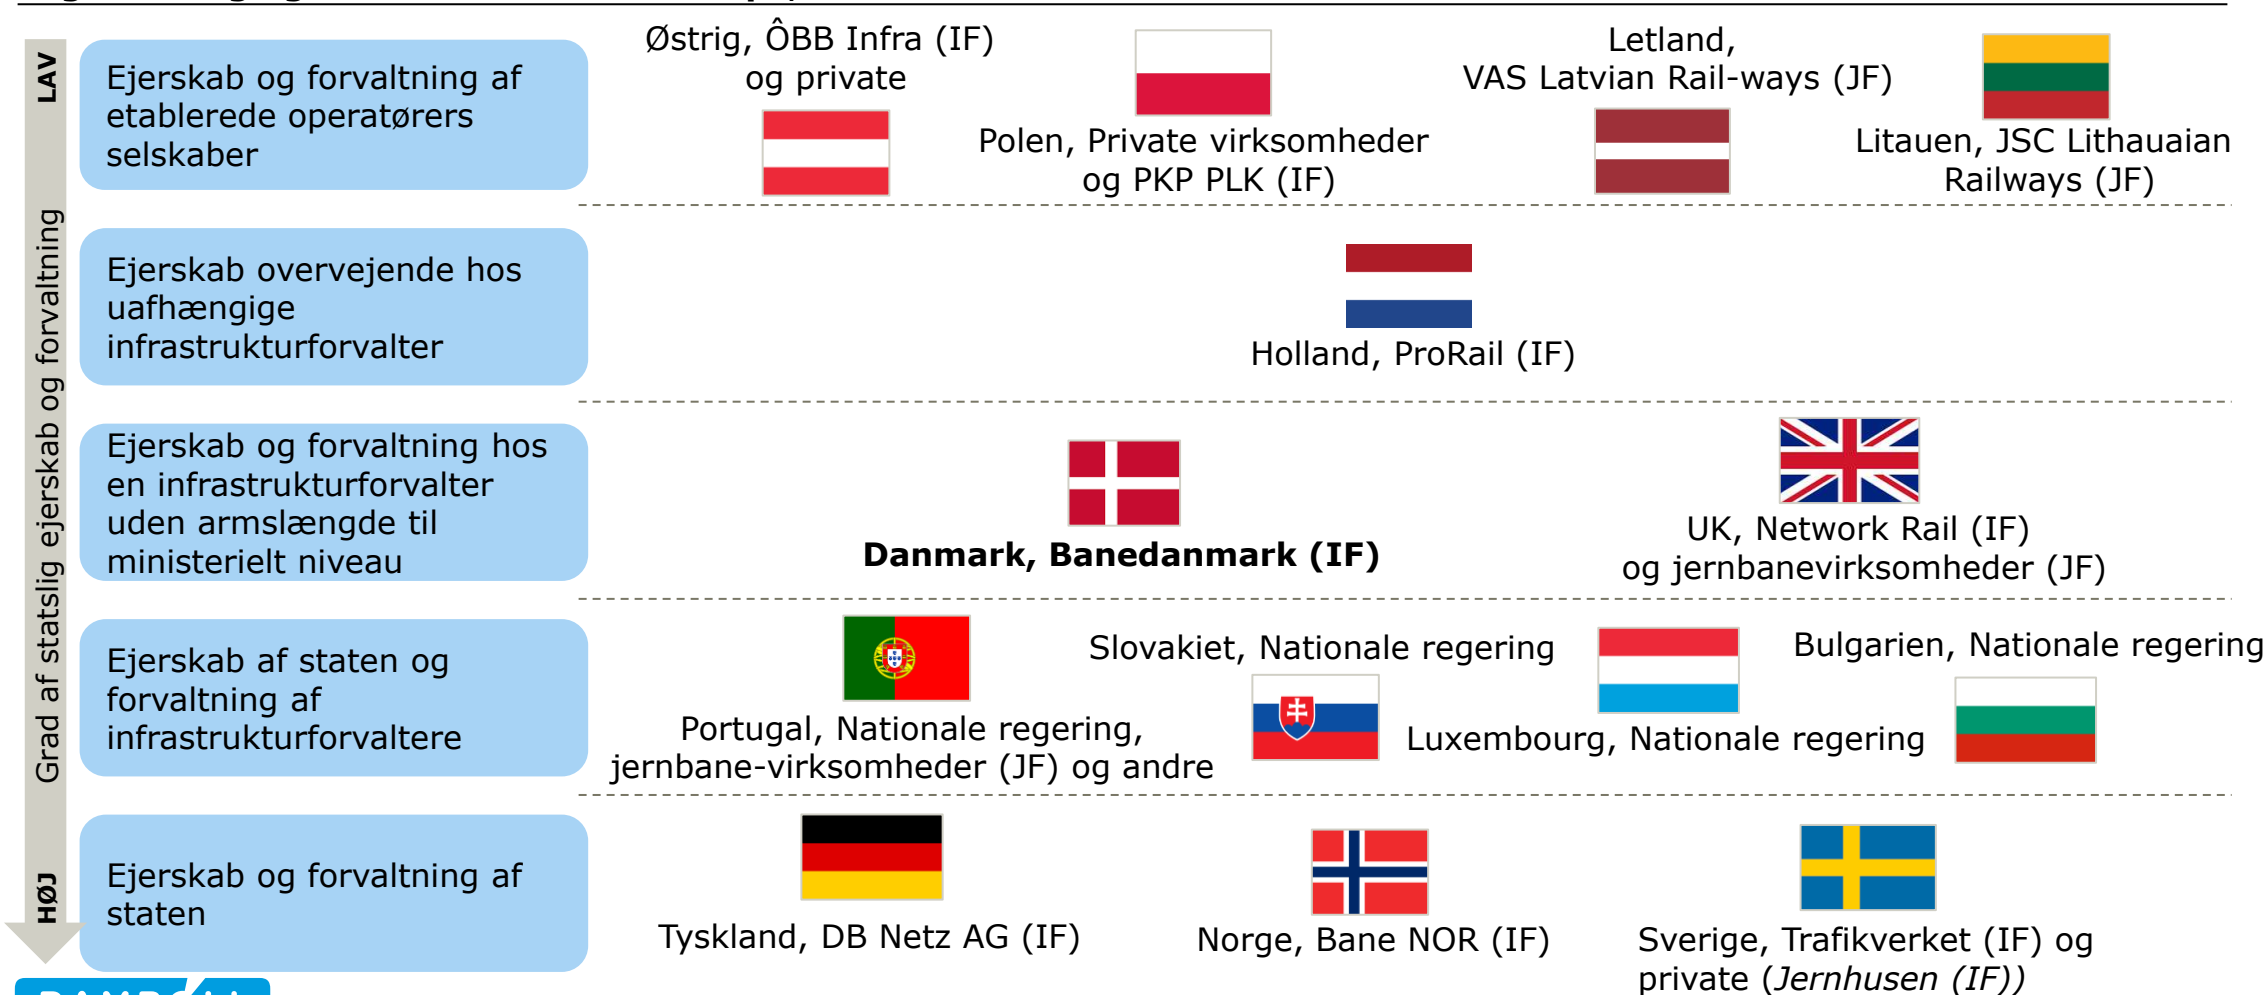 LAV
Grad af statslig ejerskab og forvaltning
HØJ
Ejerskab og forvaltning af
etablerede operatørers
selskaber
Østrig, ÔBB Infra (IF)
og private
Polen, Private virksomheder
og PKP PLK (IF)
Letland,
VAS Latvian Rail-ways (JF)
Litauen, JSC Lithauaian
Railways (JF)
Ejerskab overvejende hos
uafhængige
infrastrukturforvalter
Holland, ProRail (IF)
Ejerskab og forvaltning hos
en infrastrukturforvalter
uden armslængde til
ministerielt niveau
Danmark, Banedanmark (IF)
UK, Network Rail (IF)
og jernbanevirksomheder (JF)
Ejerskab af staten og
forvaltning af
infrastrukturforvaltere
Portugal, Nationale regering,
jernbane-virksomheder (JF) og andre
Slovakiet, Nationale regering
Luxembourg, Nationale regering
Bulgarien, Nationale regering
Ejerskab og forvaltning af
staten
Tyskland, DB Netz AG (IF)
Norge, Bane NOR (IF)
Sverige, Trafikverket (IF) og
private (Jernhusen (IF))